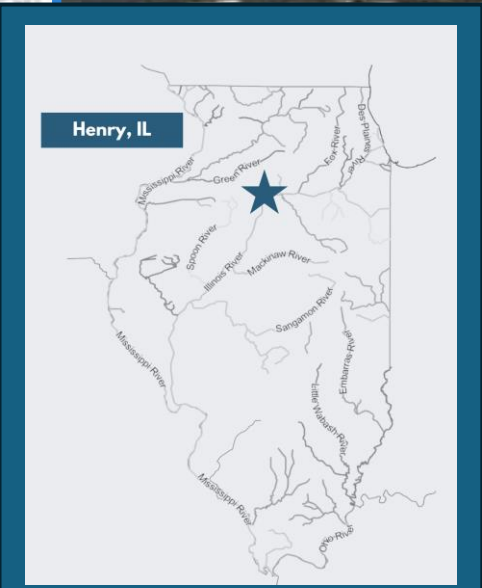 Henry, IL
Des Plaines River
Fox River
Green River
Mississippi River
Spoon River
Illinois River
Mackinaw River
Sangamon River
Mississippi River
Embarras River
Little Wabash River
Mississippi River
Ohio River